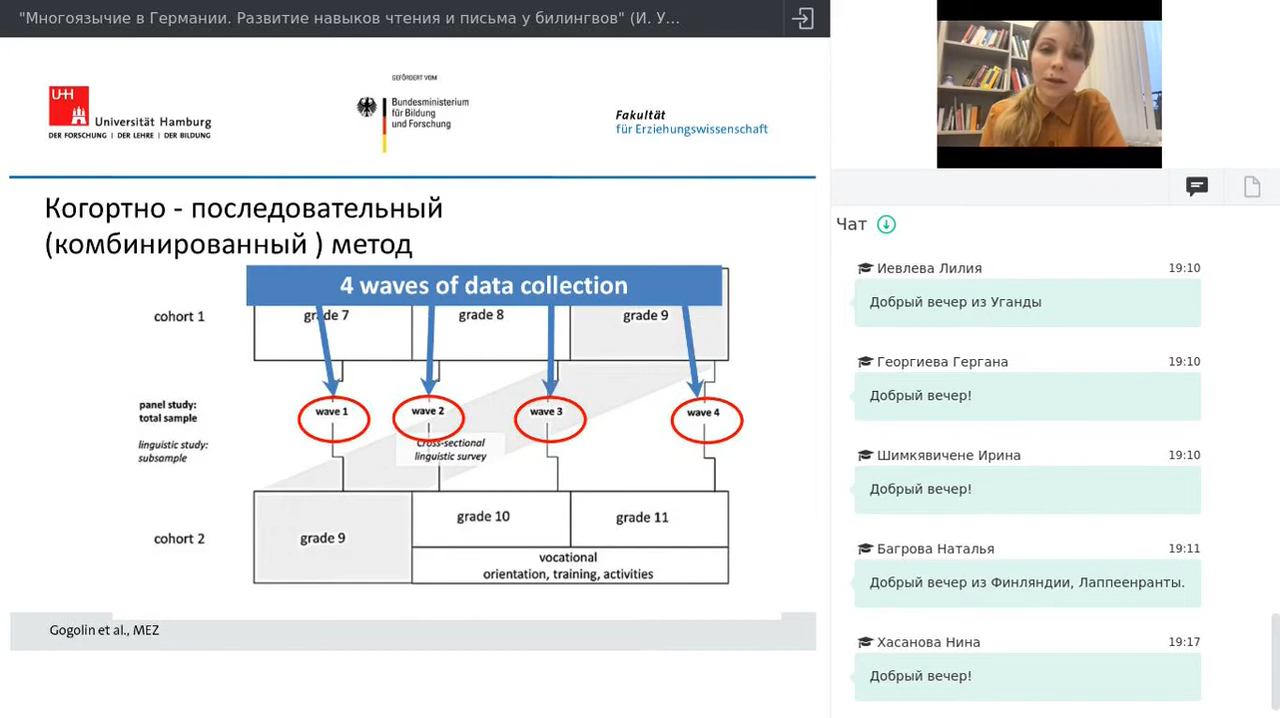 "Многоязычие в Германии. Развитие навыков чтения и письма у билингвов" (И. У...
UHH
Universität Hamburg
DER FORSCHUNG | DER LEHRE | DER BILDUNG
GEFÖRDERT VOM
Bundesministerium
für Bildung
und Forschung
Fakultät
für Erziehungswissenschaft
Когортно - последовательный
(комбинированный ) метод
4 waves of data collection
cohort 1
grade 7
grade 8
grade 9
panel study:
total sample
wave 1
wave 2
wave 3
wave 4
linguistic study:
subsample
Cross-sectional
linguistic survey
cohort 2
grade 9
grade 10
grade 11
vocational
orientation, training, activities
Gogolin et al., MEZ
Чат
Иевлева Лилия 19:10
Добрый вечер из Уганды
Георгиева Гергана 19:10
Добрый вечер!
Шимкявичене Ирина 19:10
Добрый вечер!
Багрова Наталья 19:11
Добрый вечер из Финляндии, Лаппеенранты.
Хасанова Нина 19:17
Добрый вечер!